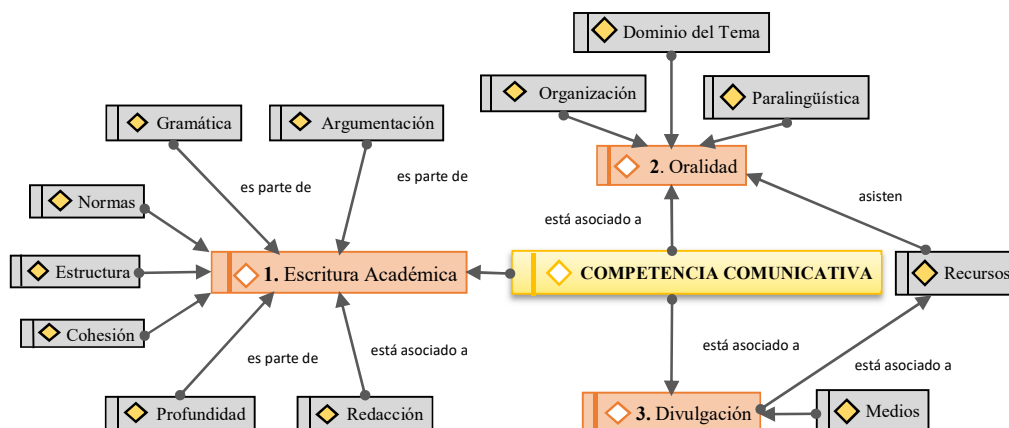 Dominio del Tema
Organización
Paralingüística
Gramática
Argumentación
2. Oralidad
es parte de
es parte de
Normas
asisten
está asociado a
Estructura
1. Escritura Académica
COMPETENCIA COMUNICATIVA
Recursos
Cohesión
es parte de
está asociado a
está asociado a
está asociado a
Profundidad
Redacción
3. Divulgación
Medios